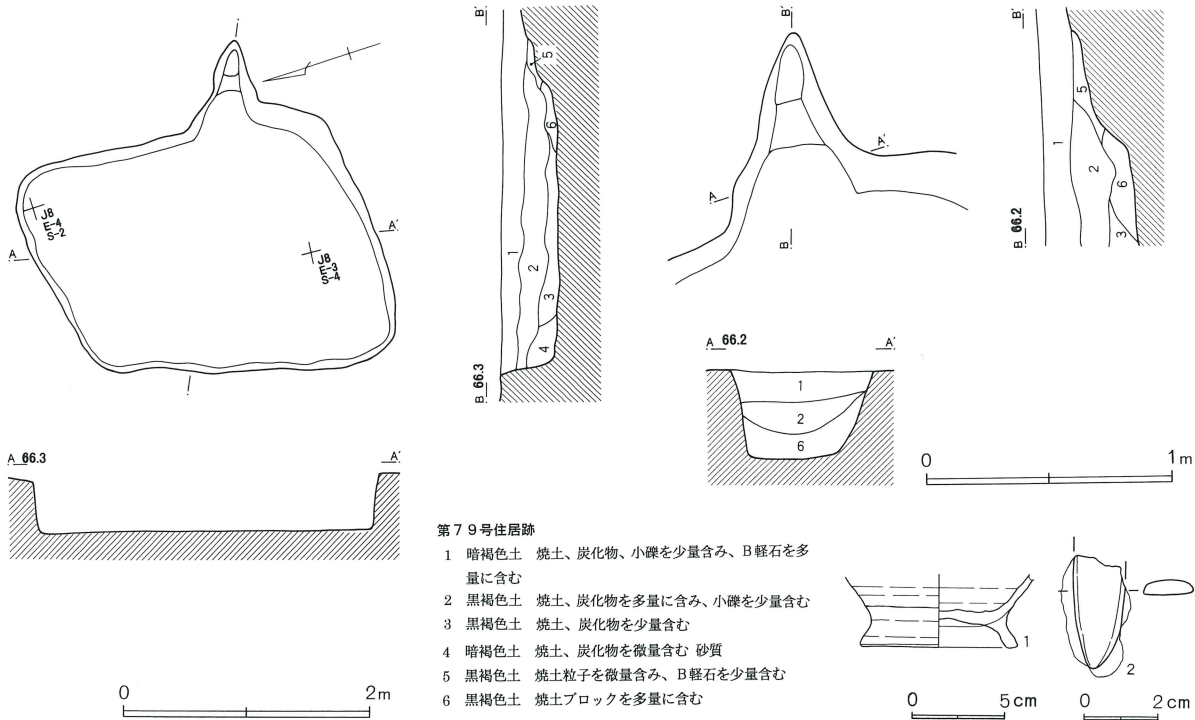 A
A'
J8
E-4
S-2
J8
E-3
S-4
A 66.3
A'
0 2m
B'
B 66.3
1
2
3
4
5
6
B'
A
A'
B
B'
B 66.2
1
2
3
5
6
A 66.2
A'
1
2
6
0 1m
第79号住居跡
1 暗褐色土 焼土、炭化物、小礫を少量含み、B軽石を多
量に含む
2 黒褐色土 焼土、炭化物を多量に含み、小礫を少量含む
3 黒褐色土 焼土、炭化物を少量含む
4 暗褐色土 焼土、炭化物を微量含む 砂質
5 黒褐色土 焼土粒子を微量含み、B軽石を少量含む
6 黒褐色土 焼土ブロックを多量に含む
1
2
0 5cm
0 2cm